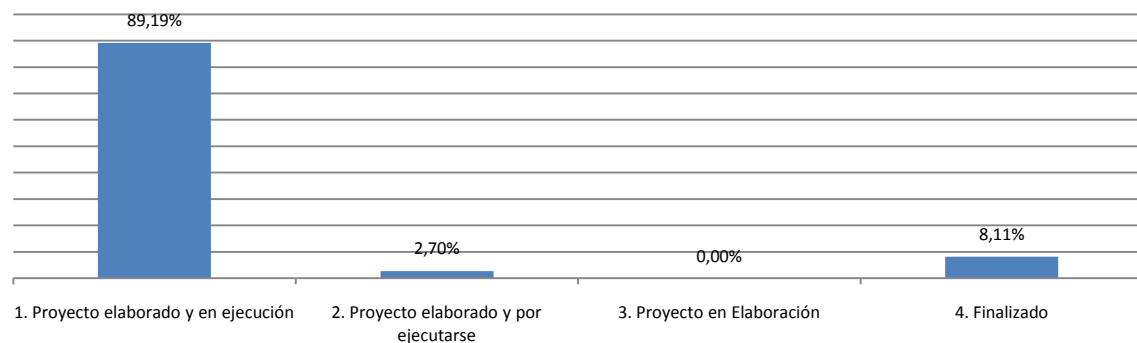 89,19%
2,70%
0,00%
8,11%
1. Proyecto elaborado y en ejecución
2. Proyecto elaborado y por
ejecutarse
3. Proyecto en Elaboración
4. Finalizado